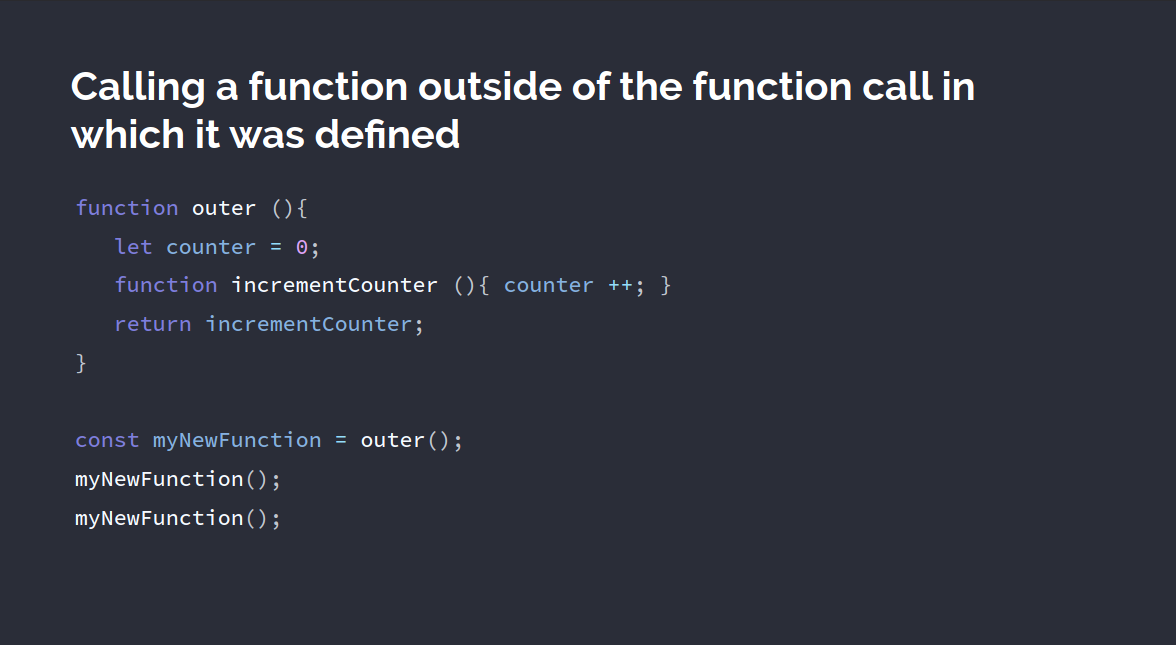 Calling a function outside of the function call in
which it was defined
function outer (){
let counter = 0;
function incrementCounter (){ counter ++; }
return incrementCounter;
}
const myNewFunction = outer();
myNewFunction();
myNewFunction();